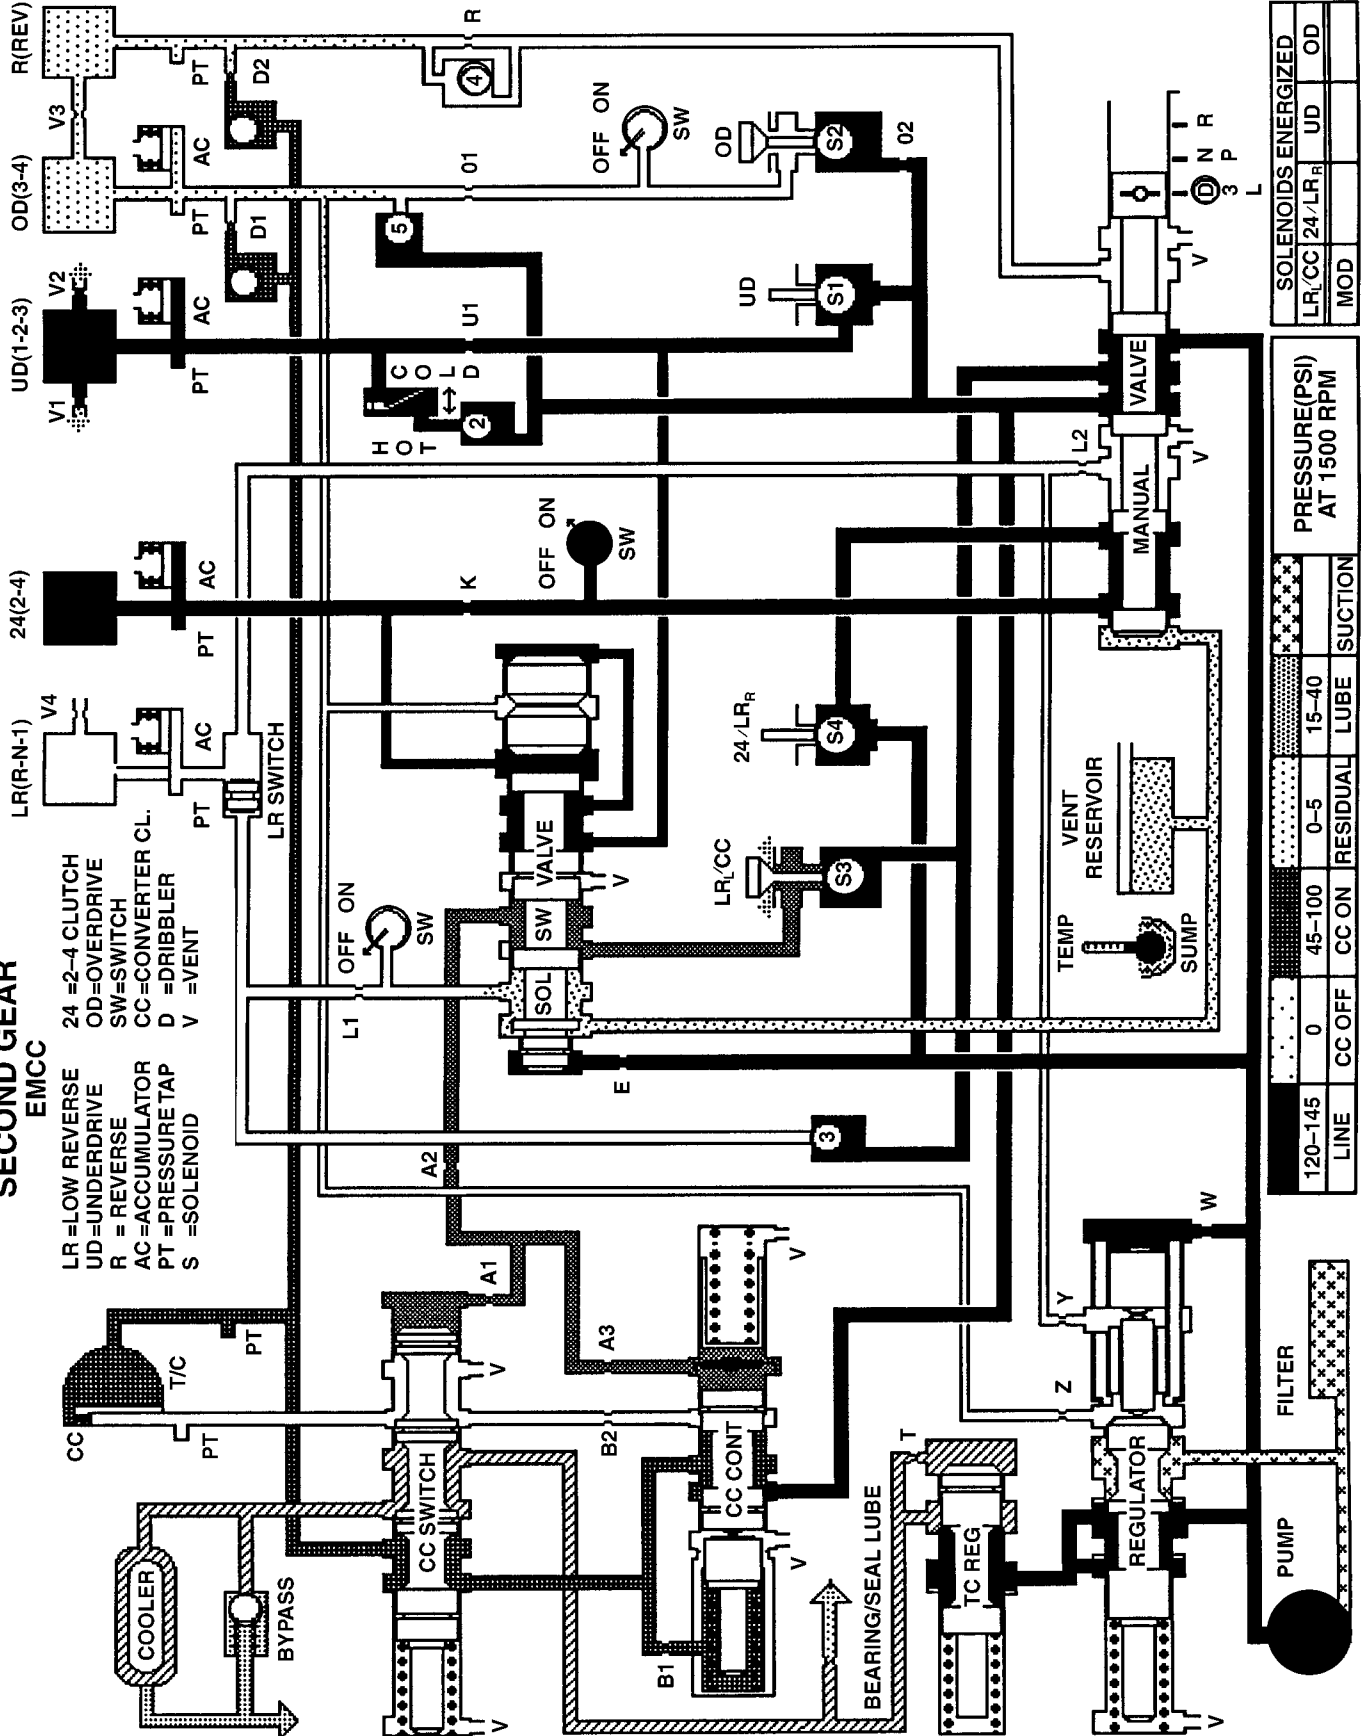 SECOND GEAR
EMCC
LR =LOW REVERSE
UD=UNDERDRIVE
R = REVERSE
AC =ACCUMULATOR
PT =PRESSURE TAP
S =SOLENOID
24 =2–4 CLUTCH
OD=OVERDRIVE
SW=SWITCH
CC=CONVERTER CL.
D =DRIBBLER
V =VENT
LR(R-N-1)
24(2-4)
UD(1-2-3)
OD(3-4)
R(REV)
V4
V1
V2
V3
PT
AC
PT
AC
PT
AC
PT
AC
PT
D1
D2
LR SWITCH
T/C
CC
PT
PT
COOLER
BYPASS
CC SWITCH
V
V
A1
A2
A3
B1
B2
CC CONT
V
V
L1
OFF ON
SW
SOL
SW
VALVE
V
E
3
K
OFF ON
SW
HOT
COLD
2
U1
5
01
OFF ON
SW
4
R
LRL/CC
S3
24/LRR
S4
UD
S1
OD
S2
02
BEARING/SEAL LUBE
T
TC REG
REGULATOR
V
Z
Y
W
PUMP
FILTER
TEMP
SUMP
VENT
RESERVOIR
MANUAL
VALVE
L2
V
V
D N R
3 P
L
120–145
0
45–100
0–5
15–40
LINE
CC OFF
CC ON
RESIDUAL
LUBE
SUCTION
PRESSURE(PSI)
AT 1500 RPM
SOLENOIDS ENERGIZED
LRL/CC 24/LRR UD OD
MOD